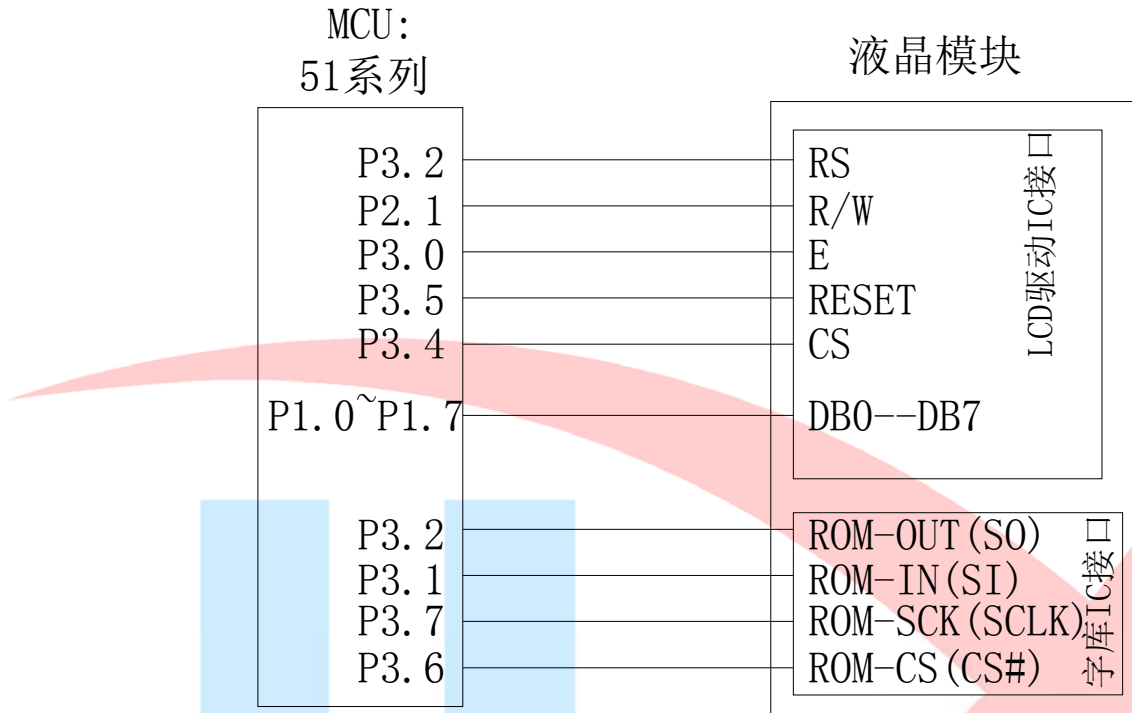 MCU:
51系列
液晶模块
P3.2
P2.1
P3.0
P3.5
P3.4
P1.0~P1.7
P3.2
P3.1
P3.7
P3.6
RS
R/W
E
RESET
CS
DB0--DB7
LCD驱动IC接口
ROM-OUT(SO)
ROM-IN(SI)
ROM-SCK(SCLK)
ROM-CS(CS#)
字库IC接口